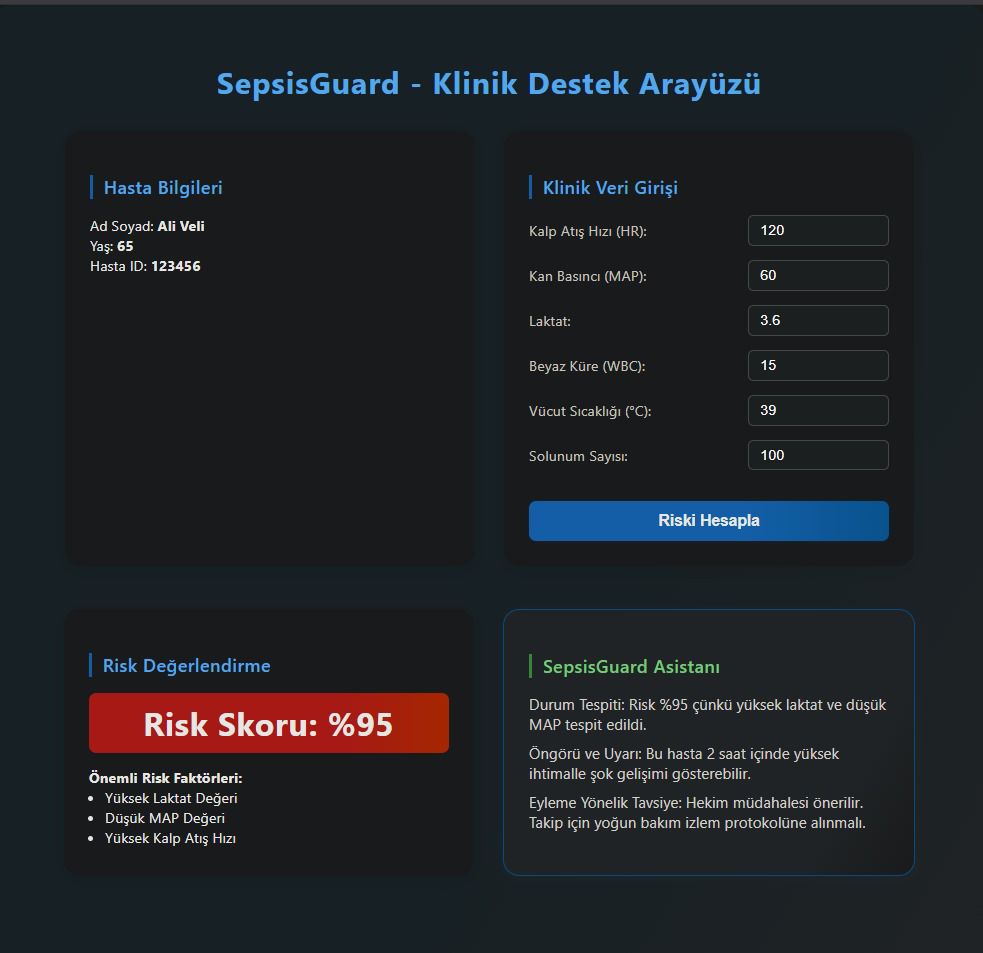 SepsisGuard - Klinik Destek Arayüzü
Hasta Bilgileri
Ad Soyad: Ali Veli
Yaş: 65
Hasta ID: 123456
Klinik Veri Girişi
Kalp Atış Hızı (HR): 120
Kan Basıncı (MAP): 60
Laktat: 3.6
Beyaz Küre (WBC): 15
Vücut Sıcaklığı (°C): 39
Solunum Sayısı: 100
Riski Hesapla
Risk Değerlendirme
Risk Skoru: %95
Önemli Risk Faktörleri:
Yüksek Laktat Değeri
Düşük MAP Değeri
Yüksek Kalp Atış Hızı
SepsisGuard Asistanı
Durum Tespiti: Risk %95 çünkü yüksek laktat ve düşük
MAP tespit edildi.
Öngörü ve Uyarı: Bu hasta 2 saat içinde yüksek
ihtimalle şok gelişimi gösterebilir.
Eyleme Yönelik Tavsiye: Hekim müdahalesi önerilir.
Takip için yoğun bakım izlem protokolüne alınmalı.